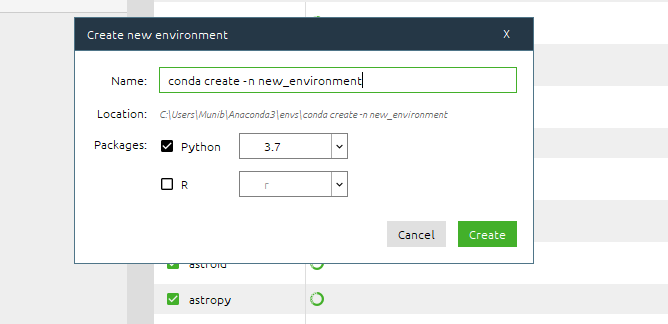 Create new environment X
Name: conda create -n new_environment
Location: C:\Users\Munib\Anaconda3\envs\conda create -n new_environment
Packages: Python 3.7
R r
Cancel Create
astroid
astropy